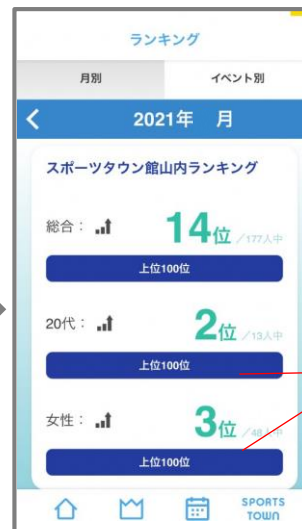 ランキング
月別 イベント別
2021年 月
スポーツタウン館山内ランキング
総合： 14位 /177人中
上位100位
20代： 2位 /13人中
上位100位
女性： 3位 /48人中
上位100位
SPORTS
TOWN